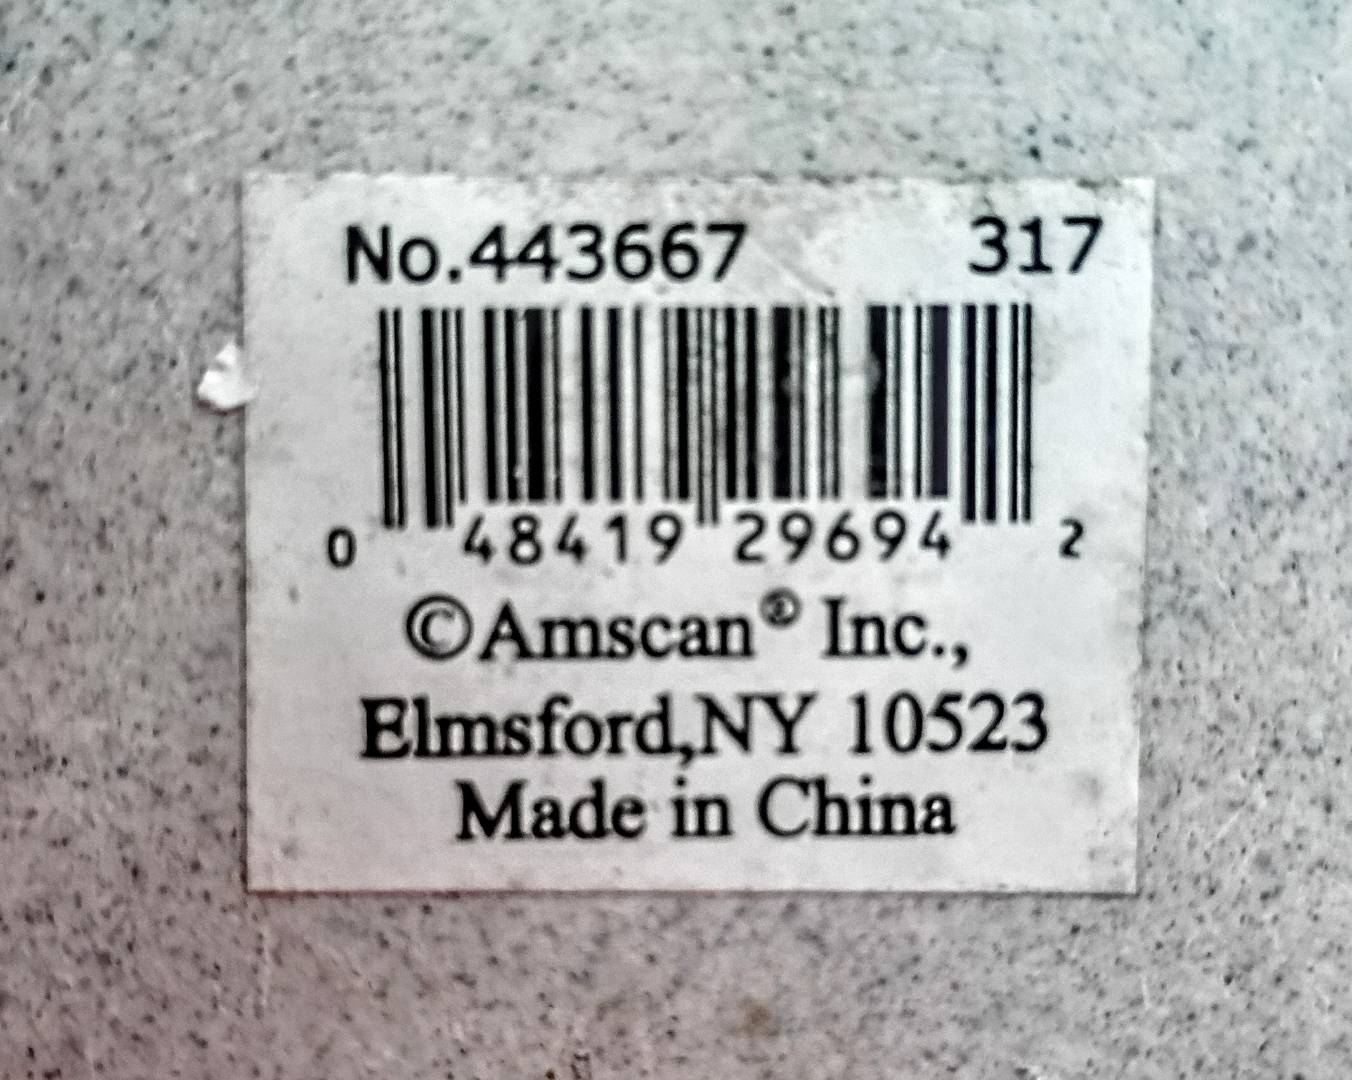 No.443667 317
0 48419 29694 2
©Amscan® Inc.,
Elmsford,NY 10523
Made in China